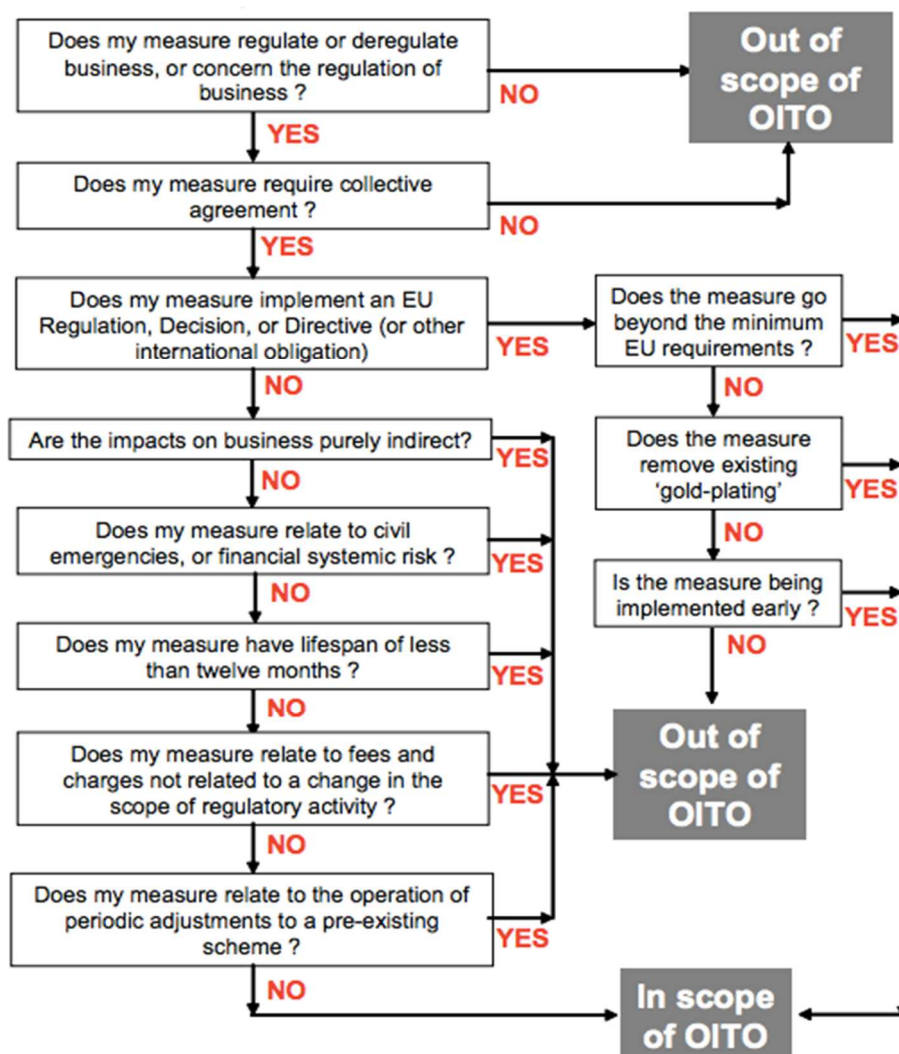 Does my measure regulate or deregulate
business, or concern the regulation of
business ?
NO
Out of
scope of
OITO
YES
Does my measure require collective
agreement ?
NO
YES
Does my measure implement an EU
Regulation, Decision, or Directive (or other
international obligation)
YES
Does the measure go
beyond the minimum
EU requirements ?
YES
NO
NO
Are the impacts on business purely indirect?
YES
Does the measure
remove existing
‘gold-plating’
YES
NO
NO
Does my measure relate to civil
emergencies, or financial systemic risk ?
YES
Is the measure being
implemented early ?
YES
NO
NO
Does my measure have lifespan of less
than twelve months ?
YES
NO
Out of
scope of
OITO
Does my measure relate to fees and
charges not related to a change in the
scope of regulatory activity ?
YES
NO
Does my measure relate to the operation of
periodic adjustments to a pre-existing
scheme ?
YES
NO
In scope
of OITO